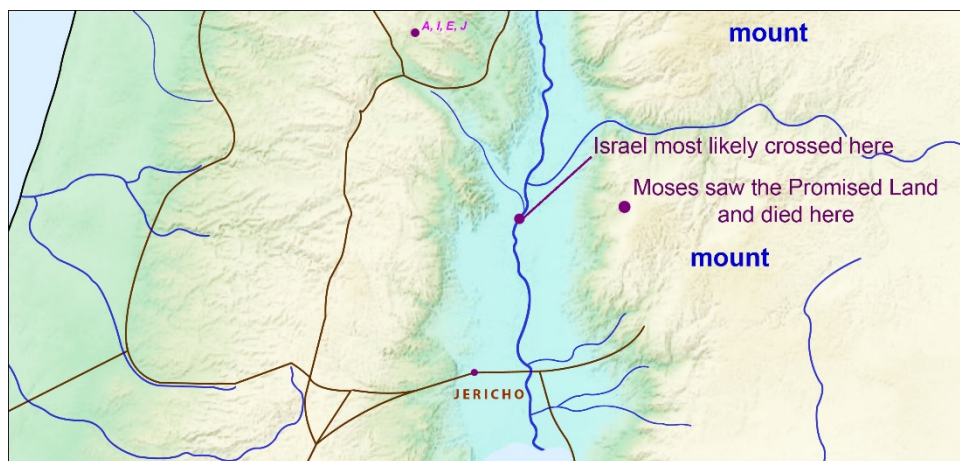 A, I, E, J
mount
Israel most likely crossed here
Moses saw the Promised Land
and died here
mount
JERICHO